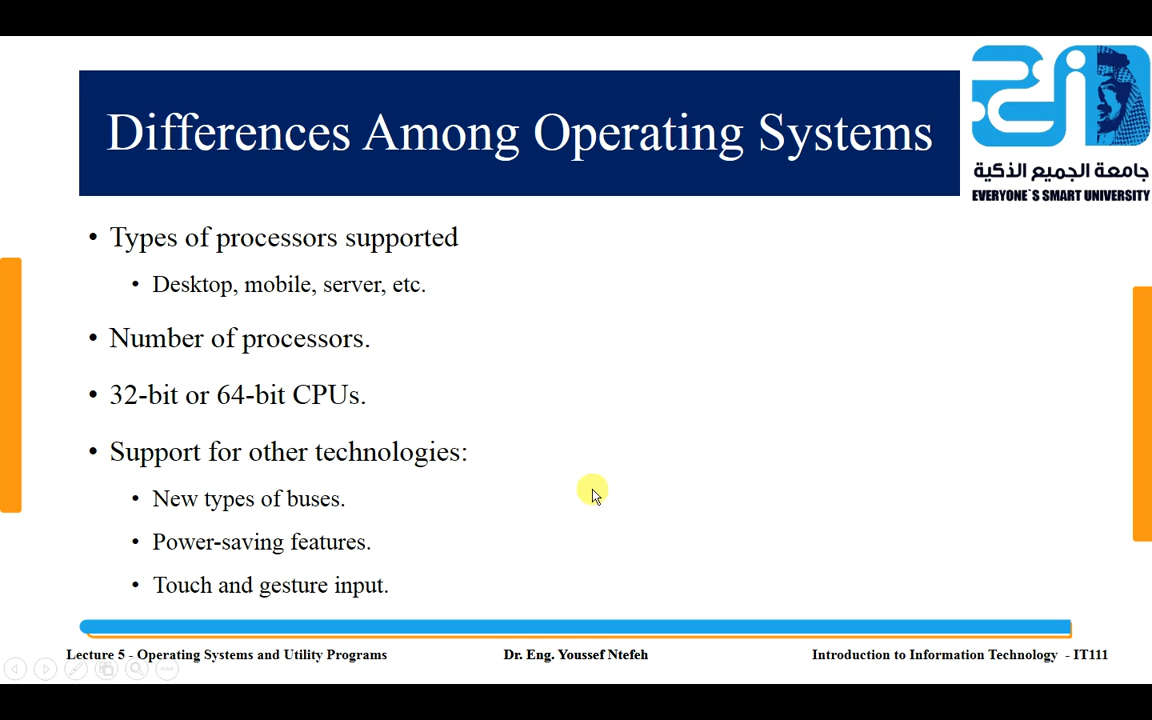 Differences Among Operating Systems
جامعة الجميع الذكية
EVERYONE`S SMART UNIVERSITY
• Types of processors supported
• Desktop, mobile, server, etc.
• Number of processors.
• 32-bit or 64-bit CPUs.
• Support for other technologies:
• New types of buses.
• Power-saving features.
• Touch and gesture input.
Lecture 5 - Operating Systems and Utility Programs
Dr. Eng. Youssef Ntefeh
Introduction to Information Technology - IT111